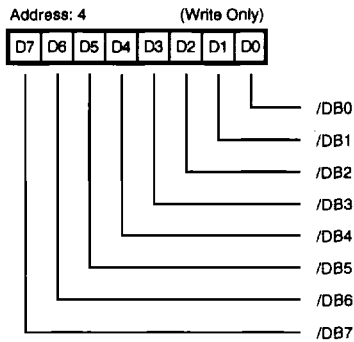 Address: 4 (Write Only)
D7 D6 D5 D4 D3 D2 D1 D0
/DB0
/DB1
/DB2
/DB3
/DB4
/DB5
/DB6
/DB7